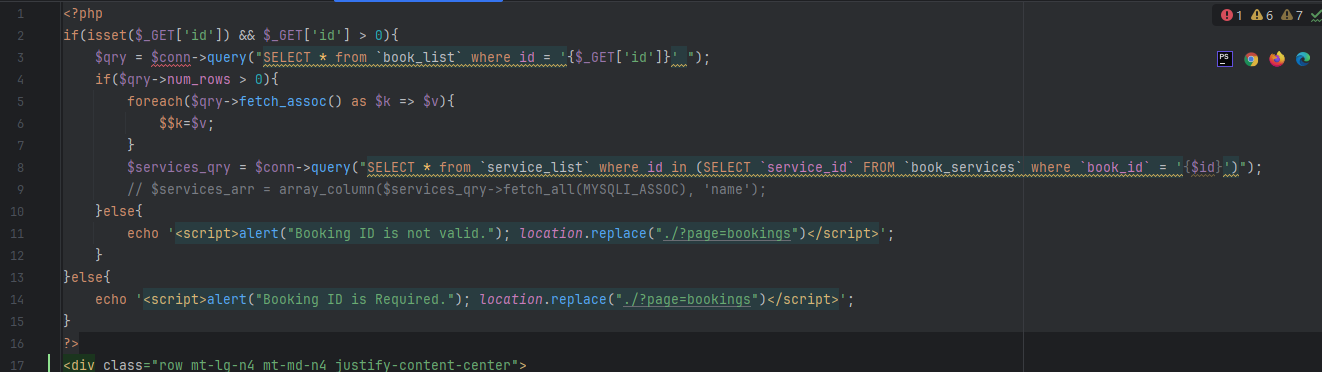 1 <?php
2 if(isset($_GET['id']) && $_GET['id'] > 0){
3 $qry = $conn->query("SELECT * from `book_list` where id = '{$_GET['id']}' ");
4 if($qry->num_rows > 0){
5 foreach($qry->fetch_assoc() as $k => $v){
6 $$k=$v;
7 }
8 $services_qry = $conn->query("SELECT * from `service_list` where id in (SELECT `service_id` FROM `book_services` where `book_id` = '{$id}')");
9 // $services_arr = array_column($services_qry->fetch_all(MYSQLI_ASSOC), 'name');
10 }else{
11 echo '<script>alert("Booking ID is not valid."); location.replace("./?page=bookings")</script>';
12 }
13 }else{
14 echo '<script>alert("Booking ID is Required."); location.replace("./?page=bookings")</script>';
15 }
16 ?>
17 <div class="row mt-lg-n4 mt-md-n4 justify-content-center">
1 6 7
PS